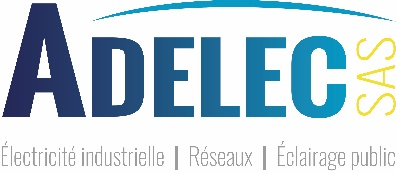 ADELEC SAS
Électricité industrielle | Réseaux | Éclairage public